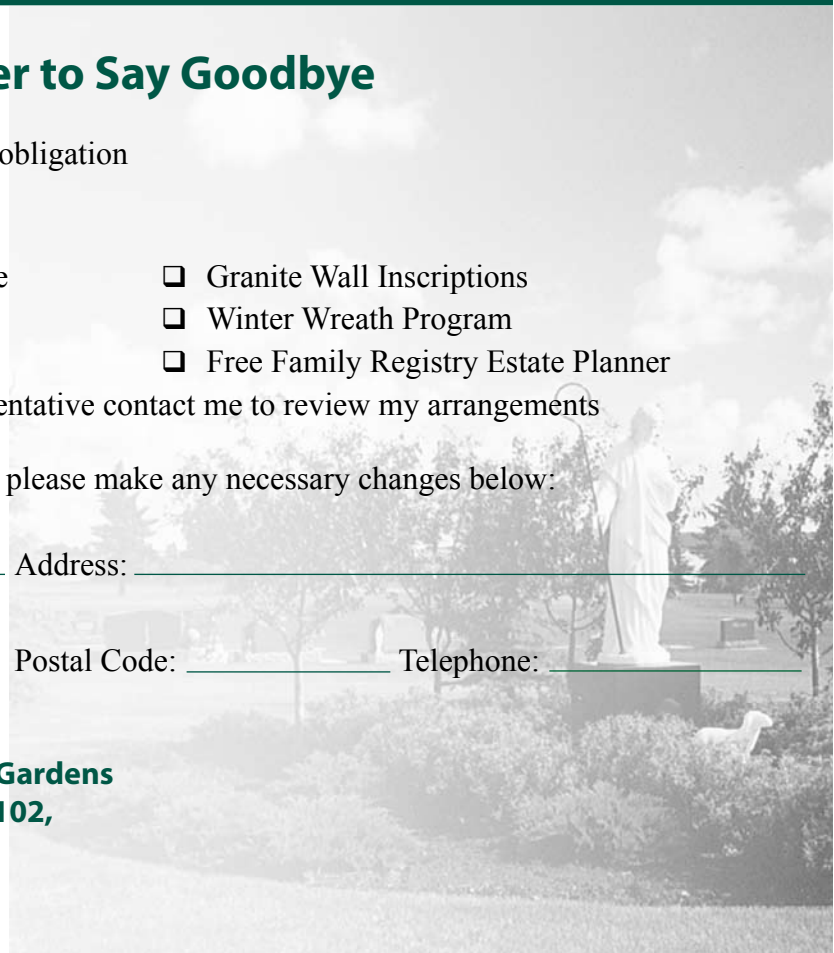 er to Say Goodbye
obligation
e ❑ Granite Wall Inscriptions
❑ Winter Wreath Program
❑ Free Family Registry Estate Planner
entative contact me to review my arrangements
please make any necessary changes below:
Address:
Postal Code: Telephone:
Gardens
102,